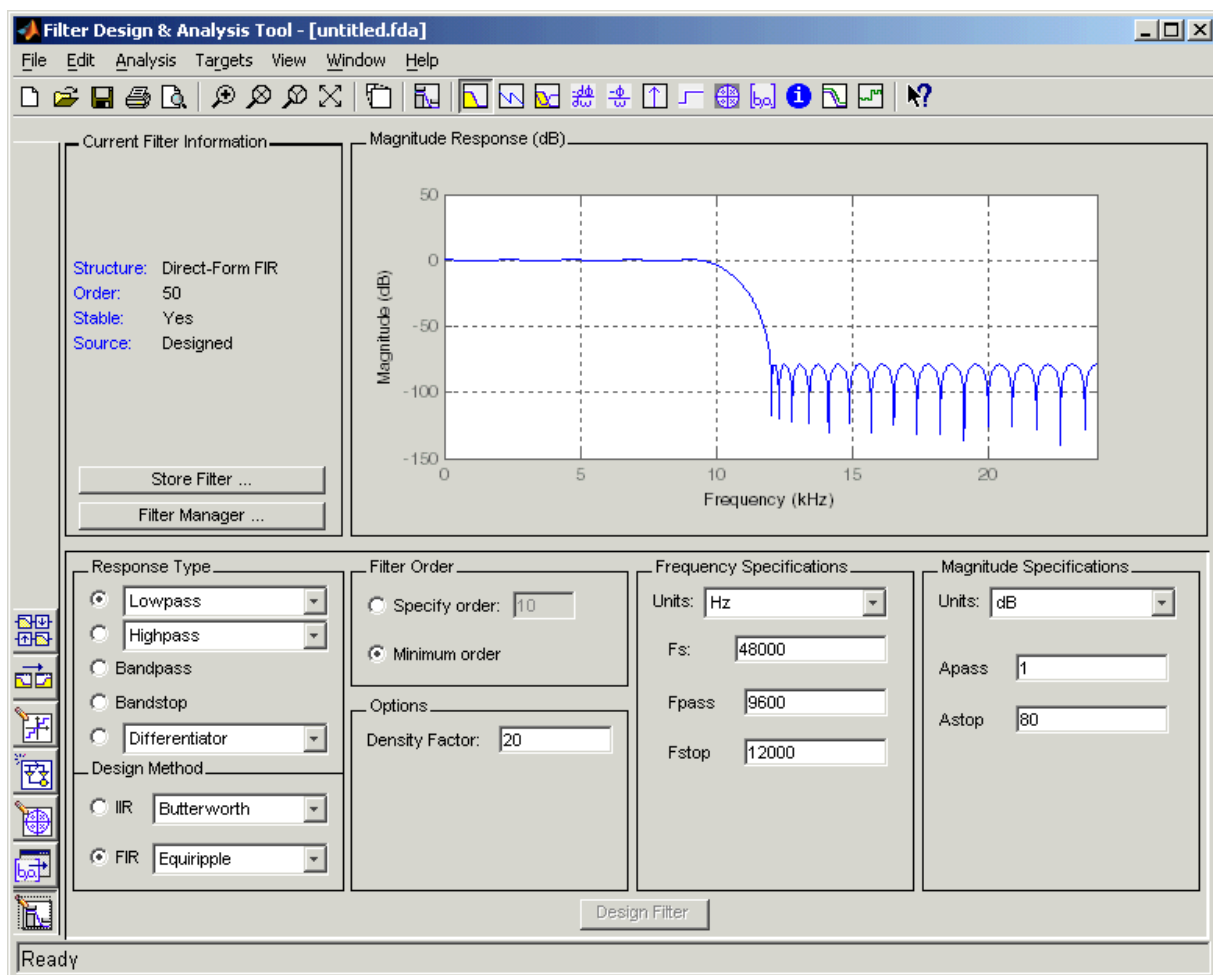 Filter Design & Analysis Tool - [untitled.fda]
File Edit Analysis Targets View Window Help
Current Filter Information
Structure: Direct-Form FIR
Order: 50
Stable: Yes
Source: Designed
Store Filter ...
Filter Manager ...
Magnitude Response (dB)
Magnitude (dB)
50
0
-50
-100
-150
0 5 10 15 20
Frequency (kHz)
Response Type
Lowpass
Highpass
Bandpass
Bandstop
Differentiator
Design Method
IIR Butterworth
FIR Equiripple
Filter Order
Specify order: 10
Minimum order
Options
Density Factor: 20
Frequency Specifications
Units: Hz
Fs: 48000
Fpass 9600
Fstop 12000
Magnitude Specifications
Units: dB
Apass 1
Astop 80
Design Filter
Ready